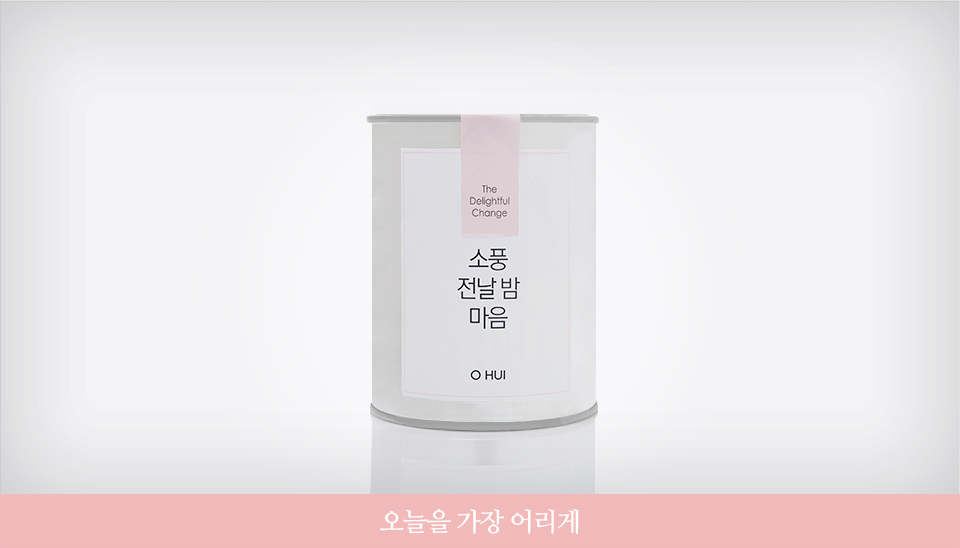 The
Delightful
Change
소풍
전날 밤
마음
O HUI
오늘을 가장 어리게